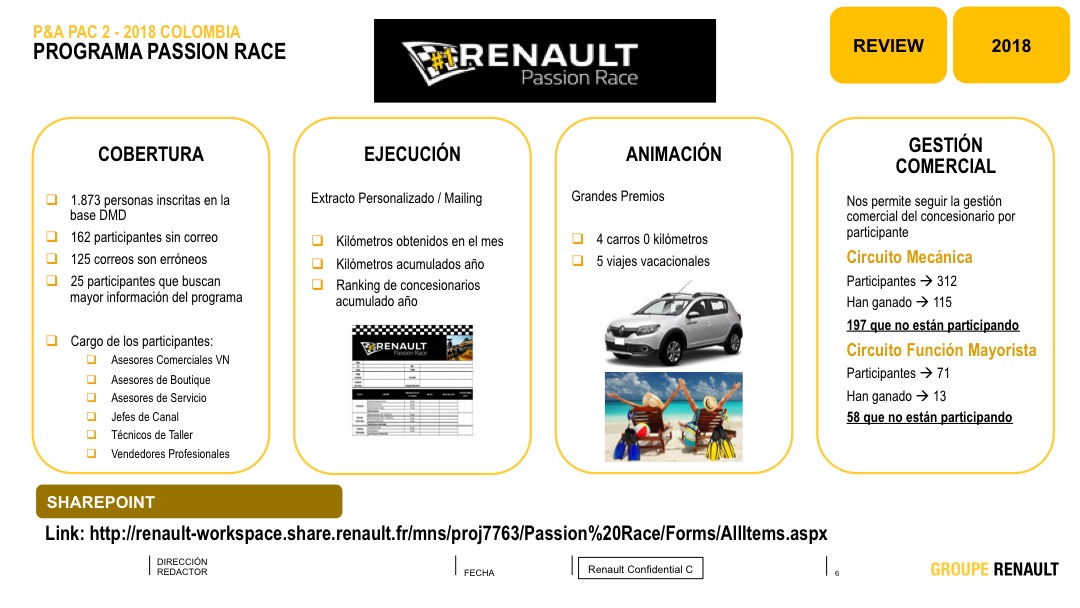 P&A PAC 2 - 2018 COLOMBIA
PROGRAMA PASSION RACE
#1 RENAULT
Passion Race
REVIEW
2018
COBERTURA
1.873 personas inscritas en la
base DMD
162 participantes sin correo
125 correos son erróneos
25 participantes que buscan
mayor información del programa
Cargo de los participantes:
Asesores Comerciales VN
Asesores de Boutique
Asesores de Servicio
Jefes de Canal
Técnicos de Taller
Vendedores Profesionales
EJECUCIÓN
Extracto Personalizado / Mailing
Kilómetros obtenidos en el mes
Kilómetros acumulados año
Ranking de concesionarios
acumulado año
RENAULT
Passion Race
ANIMACIÓN
Grandes Premios
4 carros 0 kilómetros
5 viajes vacacionales
GESTIÓN
COMERCIAL
Nos permite seguir la gestión
comercial del concesionario por
participante
Circuito Mecánica
Participantes → 312
Han ganado → 115
197 que no están participando
Circuito Función Mayorista
Participantes → 71
Han ganado → 13
58 que no están participando
SHAREPOINT
Link: http://renault-workspace.share.renault.fr/mns/proj7763/Passion%20Race/Forms/AllItems.aspx
DIRECCIÓN
REDACTOR
FECHA
Renault Confidential C
6
GROUPE RENAULT